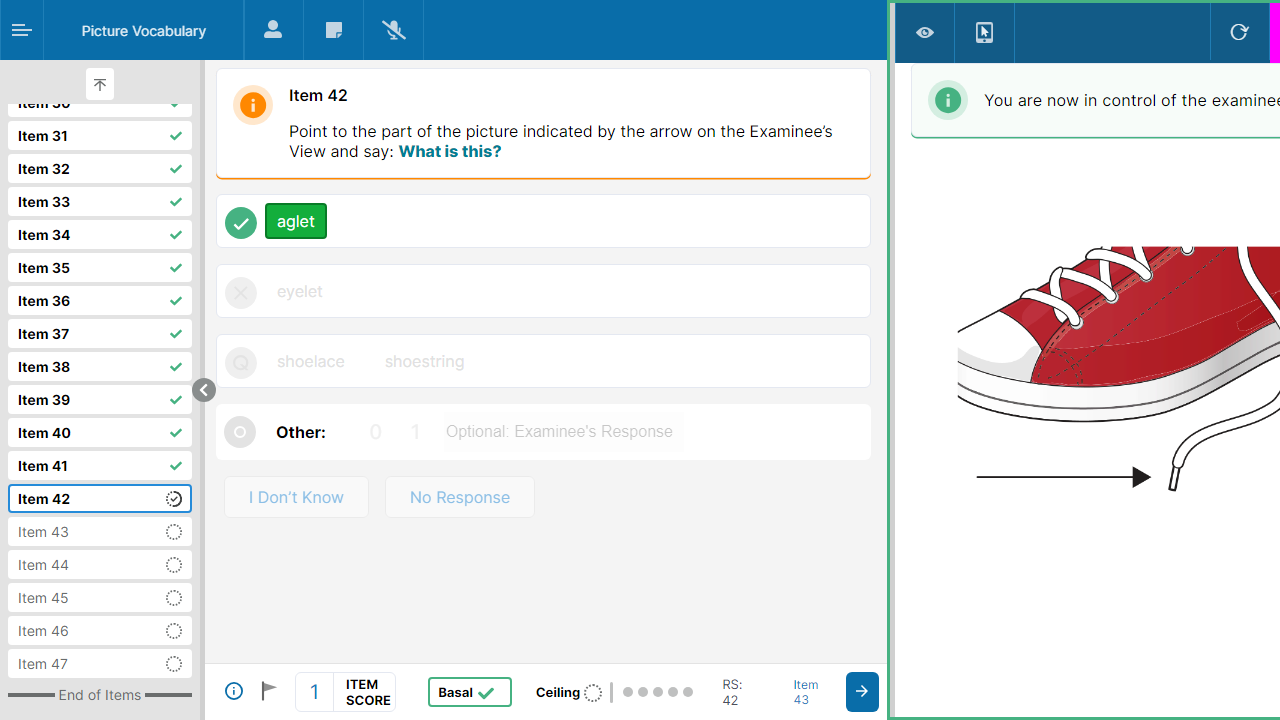 Picture Vocabulary
Item 30
Item 31
Item 32
Item 33
Item 34
Item 35
Item 36
Item 37
Item 38
Item 39
Item 40
Item 41
Item 42
Item 43
Item 44
Item 45
Item 46
Item 47
End of Items
Item 42
Point to the part of the picture indicated by the arrow on the Examinee’s
View and say: What is this?
aglet
eyelet
shoelace shoestring
Other: 0 1 Optional: Examinee's Response
I Don’t Know No Response
1 ITEM
SCORE
Basal
Ceiling
RS:
42
Item
43
You are now in control of the examinee